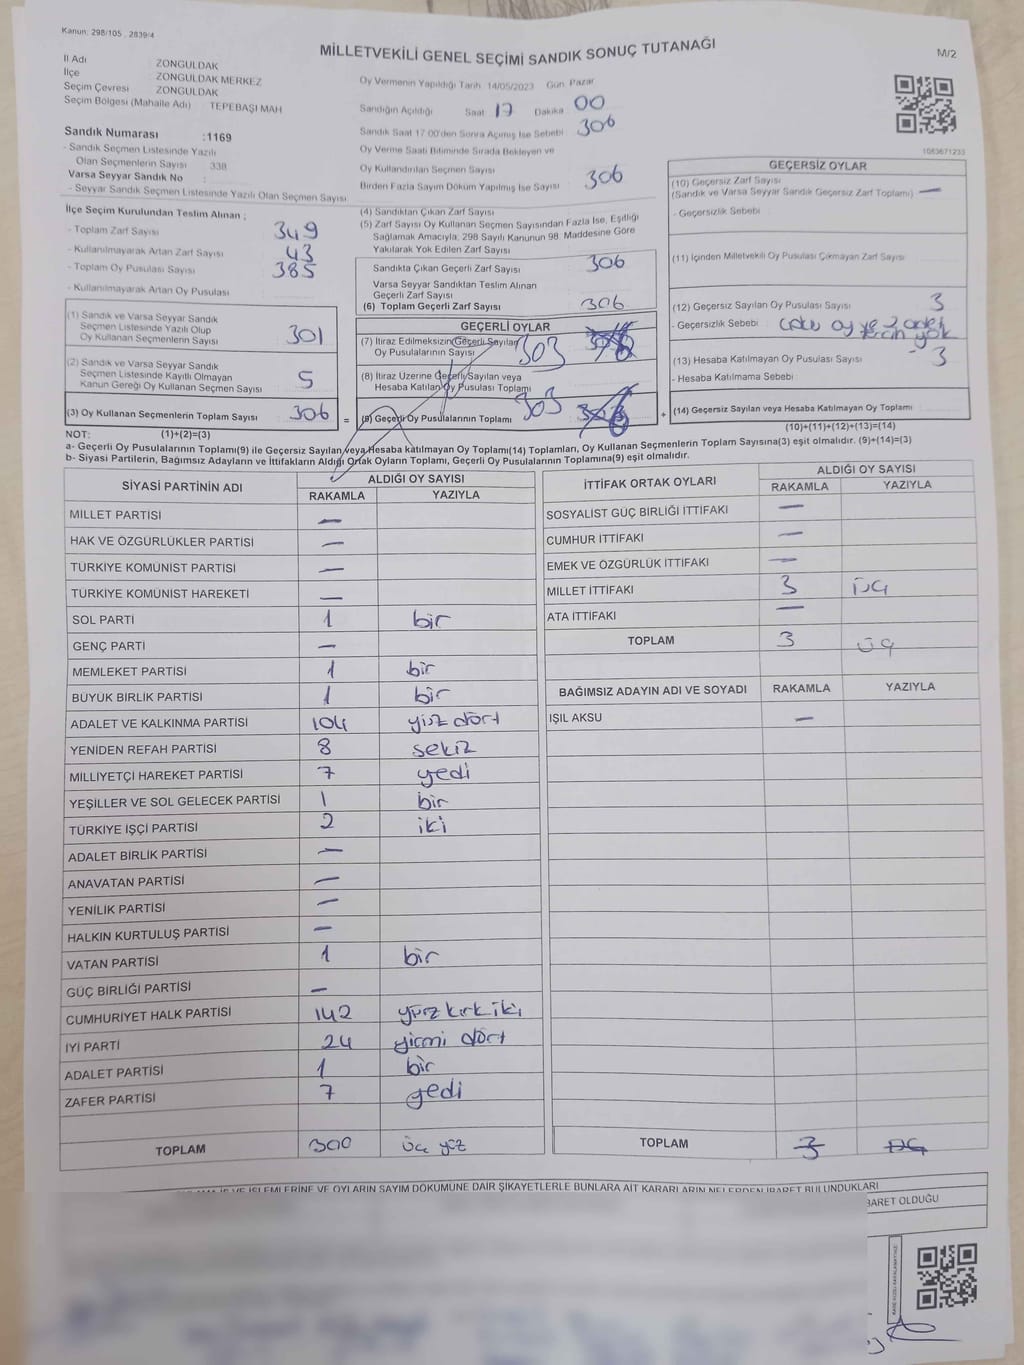 Kanun: 298/105 , 2839/4
MİLLETVEKİLİ GENEL SEÇİMİ SANDIK SONUÇ TUTANAĞI
M/2
İl Adı ZONGULDAK
İlçe ZONGULDAK MERKEZ
Seçim Çevresi ZONGULDAK
Seçim Bölgesi (Mahalle Adı) TEPEBAŞI MAH
Sandık Numarası :1169
- Sandık Seçmen Listesinde Yazılı
Olan Seçmenlerin Sayısı 338
Varsa Seyyar Sandık No :
- Seyyar Sandık Seçmen Listesinde Yazılı Olan Seçmen Sayısı
Oy Vermenin Yapıldığı Tarih 14/05/2023 Gün Pazar
Sandığın Açıldığı Saat 17 Dakika 00
Sandık Saat 17.00'den Sonra Açılmış İse Sebebi 306
Oy Verme Saati Bitiminde Sırada Bekleyen ve
Oy Kullandırılan Seçmen Sayısı
Birden Fazla Sayım Döküm Yapılmış İse Sayısı 306
1063671233
İlçe Seçim Kurulundan Teslim Alınan ;
- Toplam Zarf Sayısı 349
- Kullanılmayarak Artan Zarf Sayısı 43
- Toplam Oy Pusulası Sayısı 385
- Kullanılmayarak Artan Oy Pusulası
(1) Sandık ve Varsa Seyyar Sandık
Seçmen Listesinde Yazılı Olup
Oy Kullanan Seçmenlerin Sayısı 301
(2) Sandık ve Varsa Seyyar Sandık
Seçmen Listesinde Kayıtlı Olmayan
Kanun Gereği Oy Kullanan Seçmen Sayısı 5
(3) Oy Kullanan Seçmenlerin Toplam Sayısı 306 =
(4) Sandıktan Çıkan Zarf Sayısı
(5) Zarf Sayısı Oy Kullanan Seçmen Sayısından Fazla İse, Eşitliği
Sağlamak Amacıyla, 298 Sayılı Kanunun 98. Maddesine Göre
Yakılarak Yok Edilen Zarf Sayısı
Sandıkta Çıkan Geçerli Zarf Sayısı 306
Varsa Seyyar Sandıktan Teslim Alınan
Geçerli Zarf Sayısı
(6) Toplam Geçerli Zarf Sayısı 306
GEÇERLİ OYLAR
(7) İtiraz Edilmeksizin Geçerli Sayılan
Oy Pusulalarının Sayısı 303
(8) İtiraz Üzerine Geçerli Sayılan veya
Hesaba Katılan Oy Pusulası Toplamı
(9) Geçerli Oy Pusulalarının Toplamı 303 +
GEÇERSİZ OYLAR
(10) Geçersiz Zarf Sayısı
(Sandık ve Varsa Seyyar Sandık Geçersiz Zarf Toplamı) —
- Geçersizlik Sebebi
(11) İçinden Milletvekili Oy Pusulası Çıkmayan Zarf Sayısı
(12) Geçersiz Sayılan Oy Pusulası Sayısı 3
- Geçersizlik Sebebi oy ve 2 adet
yok
(13) Hesaba Katılmayan Oy Pusulası Sayısı 3
- Hesaba Katılmama Sebebi
(14) Geçersiz Sayılan veya Hesaba Katılmayan Oy Toplamı
(10)+(11)+(12)+(13)=(14)
NOT: (1)+(2)=(3)
a- Geçerli Oy Pusulalarının Toplamı(9) ile Geçersiz Sayılan veya Hesaba katılmayan Oy Toplamı(14) Toplamları, Oy Kullanan Seçmenlerin Toplam Sayısına(3) eşit olmalıdır. (9)+(14)=(3)
b- Siyasi Partilerin, Bağımsız Adayların ve İttifakların Aldığı Ortak Oyların Toplamı, Geçerli Oy Pusulalarının Toplamına(9) eşit olmalıdır.
SİYASİ PARTİNİN ADI ALDIĞI OY SAYISI
RAKAMLA YAZIYLA
MİLLET PARTİSİ —
HAK VE ÖZGÜRLÜKLER PARTİSİ —
TÜRKİYE KOMÜNİST PARTİSİ —
TÜRKİYE KOMÜNİST HAREKETİ —
SOL PARTİ 1 bir
GENÇ PARTİ —
MEMLEKET PARTİSİ 1 bir
BÜYÜK BİRLİK PARTİSİ 1 bir
ADALET VE KALKINMA PARTİSİ 104 yüz dört
YENİDEN REFAH PARTİSİ 8 sekiz
MİLLİYETÇİ HAREKET PARTİSİ 7 yedi
YEŞİLLER VE SOL GELECEK PARTİSİ 1 bir
TÜRKİYE İŞÇİ PARTİSİ 2 iki
ADALET BİRLİK PARTİSİ —
ANAVATAN PARTİSİ —
YENİLİK PARTİSİ —
HALKIN KURTULUŞ PARTİSİ —
VATAN PARTİSİ 1 bir
GÜÇ BİRLİĞİ PARTİSİ —
CUMHURİYET HALK PARTİSİ 142 yüz kırk iki
İYİ PARTİ 24 yirmi dört
ADALET PARTİSİ 1 bir
ZAFER PARTİSİ 7 yedi
TOPLAM 300 üç yüz
İTTİFAK ORTAK OYLARI ALDIĞI OY SAYISI
RAKAMLA YAZIYLA
SOSYALİST GÜÇ BİRLİĞİ İTTİFAKI —
CUMHUR İTTİFAKI —
EMEK VE ÖZGÜRLÜK İTTİFAKI —
MİLLET İTTİFAKI 3 üç
ATA İTTİFAKI —
TOPLAM 3 üç
BAĞIMSIZ ADAYIN ADI VE SOYADI RAKAMLA YAZIYLA
IŞIL AKSU —
TOPLAM 3 üç
İŞLEMLERİNE VE OYLARIN SAYIM DÖKÜMÜNE DAİR ŞİKAYETLERLE BUNLARA AİT KARARLARIN NELERDEN İBARET BULUNDUKLARI
BARET OLDUĞU